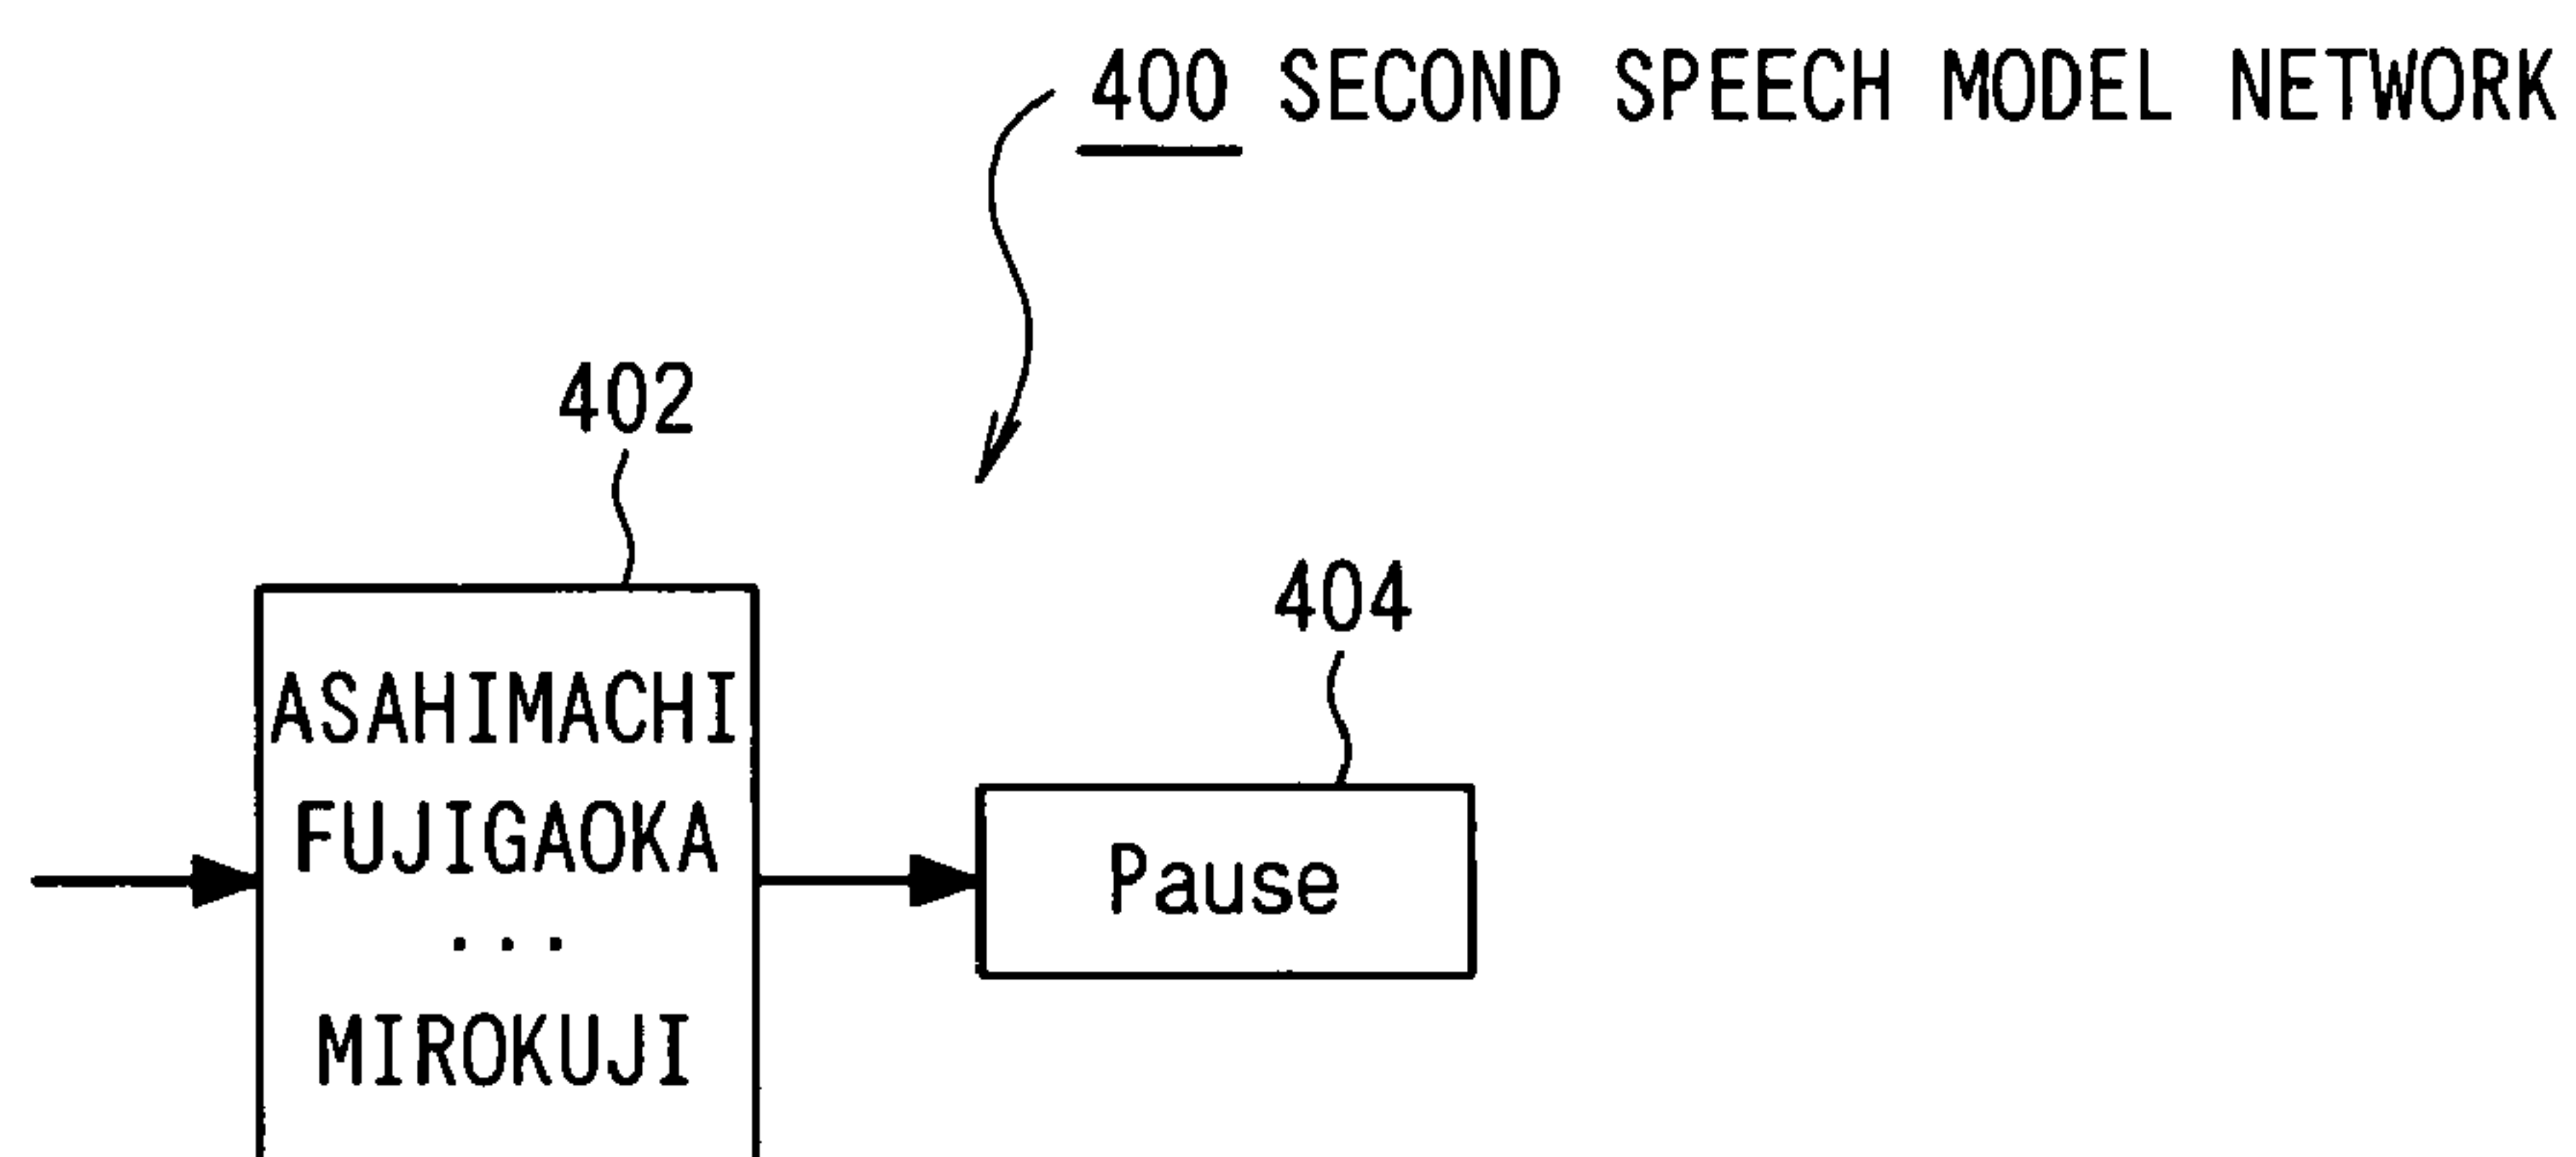 400 SECOND SPEECH MODEL NETWORK
402
404
ASAHIMACHI
FUJIGAOKA
...
MIROKUJI
Pause